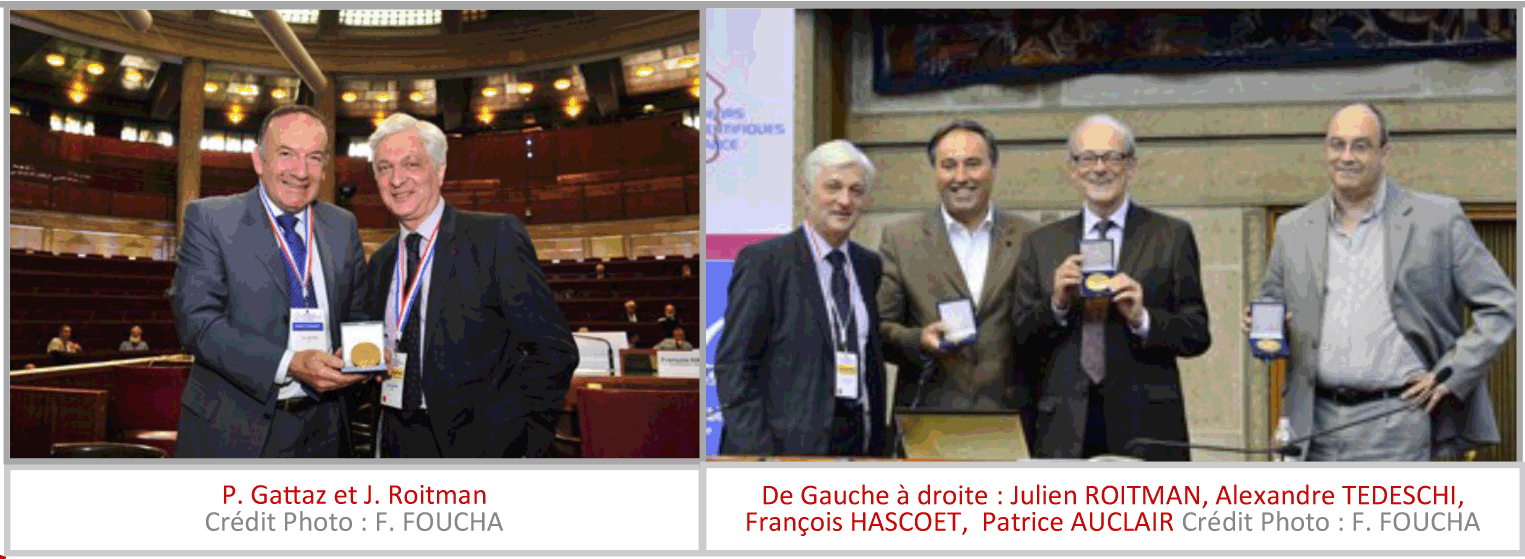 P. Gattaz et J. Roitman
Crédit Photo : F. FOUCHA
De Gauche à droite : Julien ROITMAN, Alexandre TEDESCHI,
François HASCOET, Patrice AUCLAIR Crédit Photo : F. FOUCHA